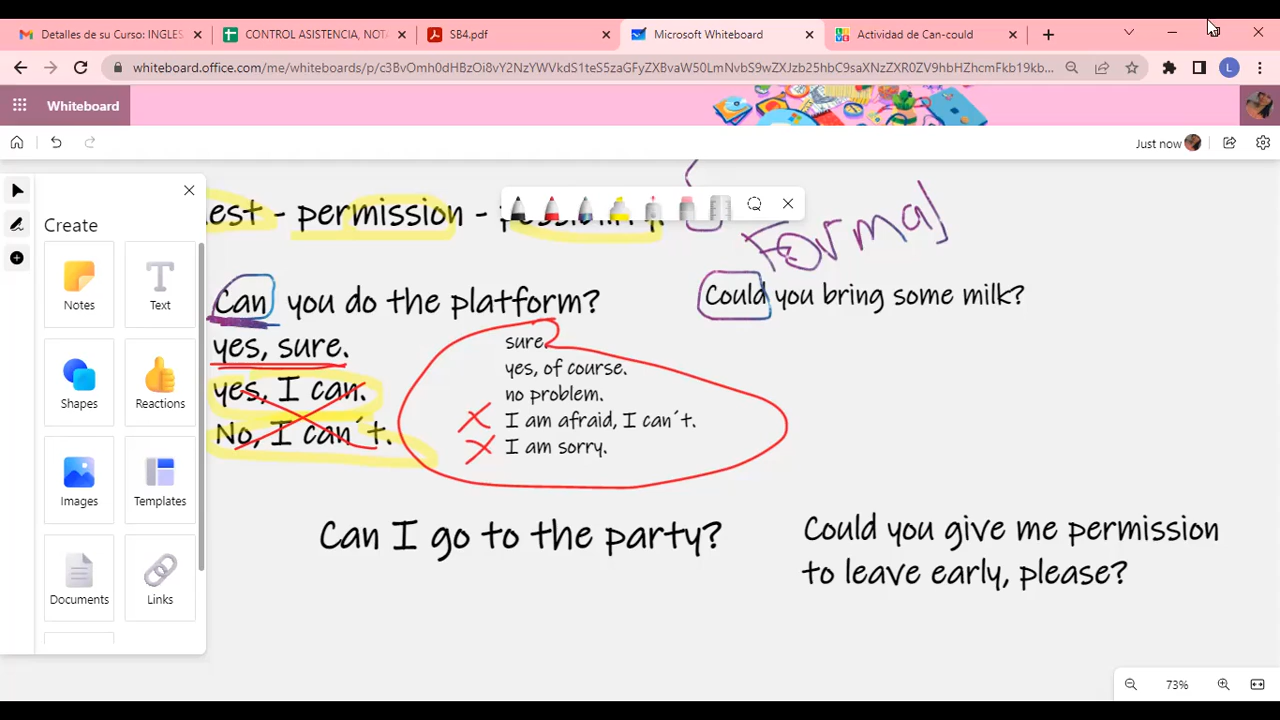 Detalles de su Curso: INGLES
CONTROL ASISTENCIA, NOT
SB4.pdf
Microsoft Whiteboard
Actividad de Can-could
L
Whiteboard
Just now
Create
Notes
Text
Shapes
Reactions
Images
Templates
Documents
Links
est - permission -
Formal
Can you do the platform?
Could you bring some milk?
yes, sure.
yes, I can.
No, I can´t.
sure.
yes, of course.
no problem.
I am afraid, I can´t.
I am sorry.
Can I go to the party?
Could you give me permission
to leave early, please?
73%